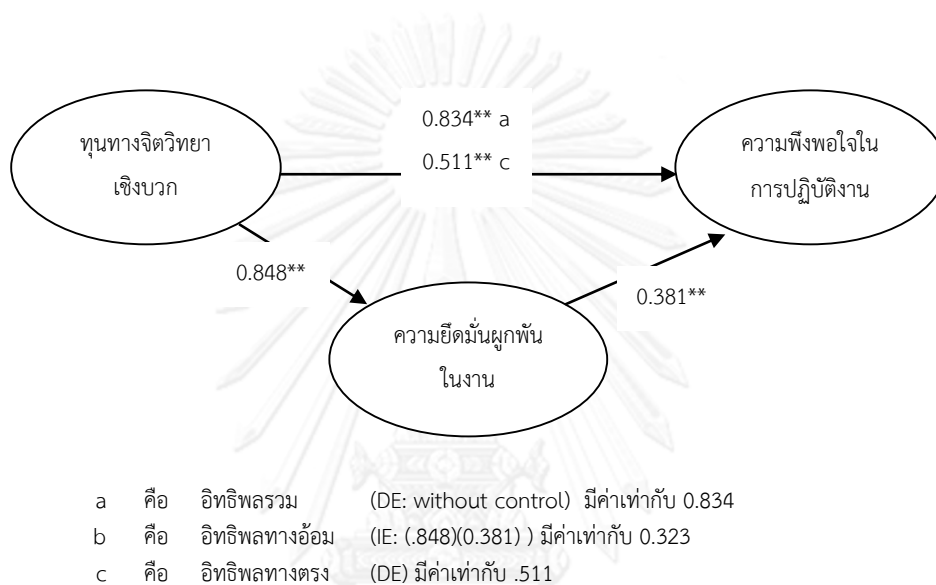 ทุนทางจิตวิทยา
เชิงบวก
0.834** a
0.511** c
ความพึงพอใจใน
การปฏิบัติงาน
0.848**
0.381**
ความยึดมั่นผูกพัน
ในงาน
a คือ อิทธิพลรวม (DE: without control) มีค่าเท่ากับ 0.834
b คือ อิทธิพลทางอ้อม (IE: (.848)(0.381) ) มีค่าเท่ากับ 0.323
c คือ อิทธิพลทางตรง (DE) มีค่าเท่ากับ .511